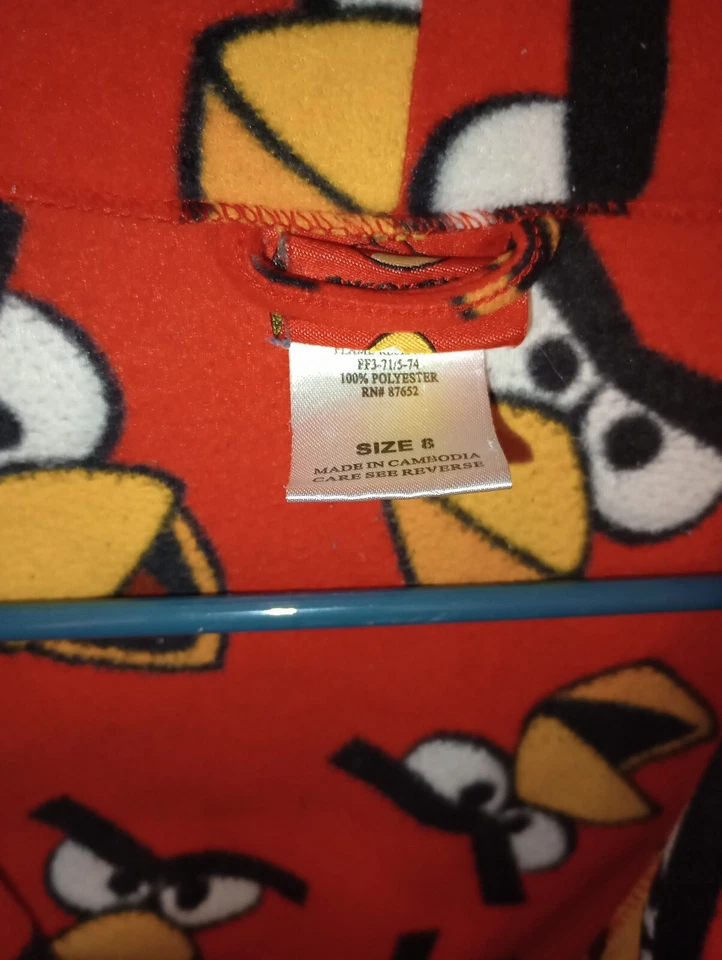 FF3-71/5-74
100% POLYESTER
RN# 87652
SIZE 8
MADE IN CAMBODIA
CARE SEE REVERSE